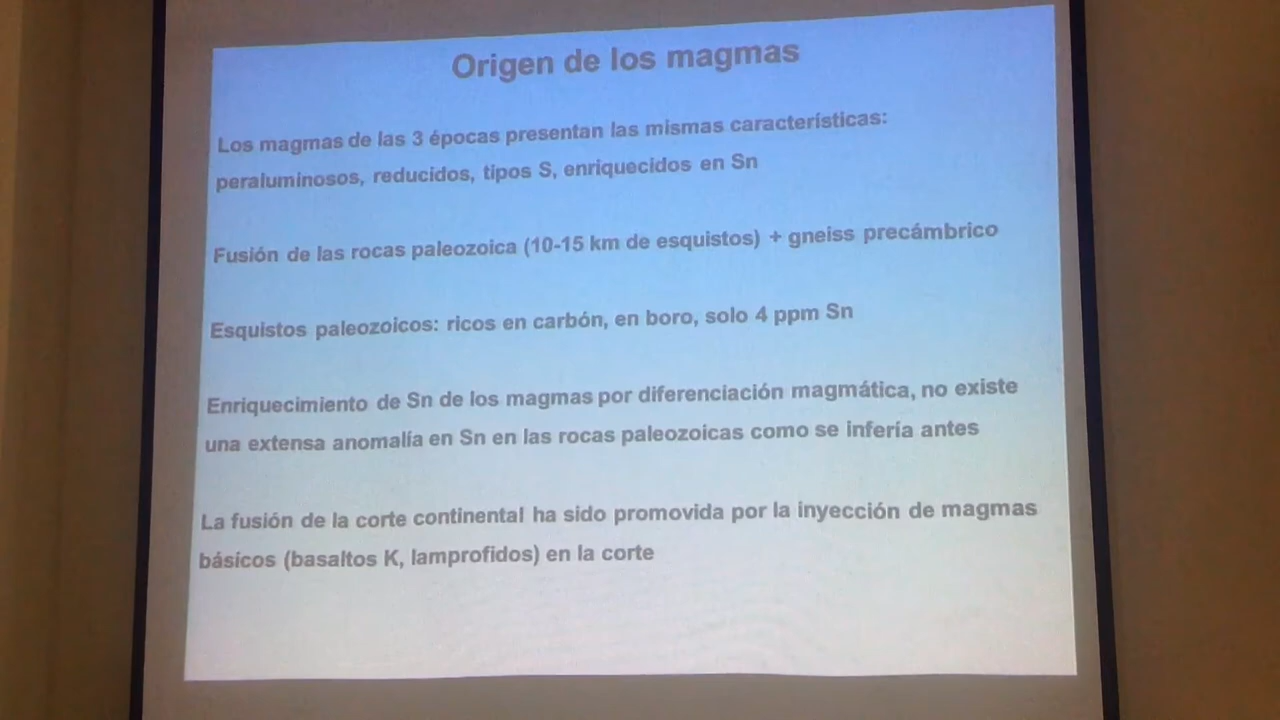 Origen de los magmas
Los magmas de las 3 épocas presentan las mismas características:
peraluminosos, reducidos, tipos S, enriquecidos en Sn
Fusión de las rocas paleozoica (10-15 km de esquistos) + gneiss precámbrico
Esquistos paleozoicos: ricos en carbón, en boro, solo 4 ppm Sn
Enriquecimiento de Sn de los magmas por diferenciación magmática, no existe
una extensa anomalía en Sn en las rocas paleozoicas como se infería antes
La fusión de la corte continental ha sido promovida por la inyección de magmas
básicos (basaltos K, lamprofidos) en la corte